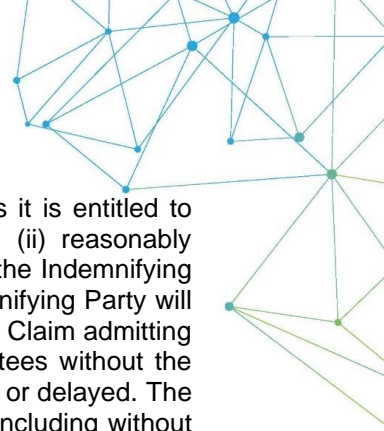 s it is entitled to
(ii) reasonably
the Indemnifying
nifying Party will
Claim admitting
tees without the
or delayed. The
ncluding without